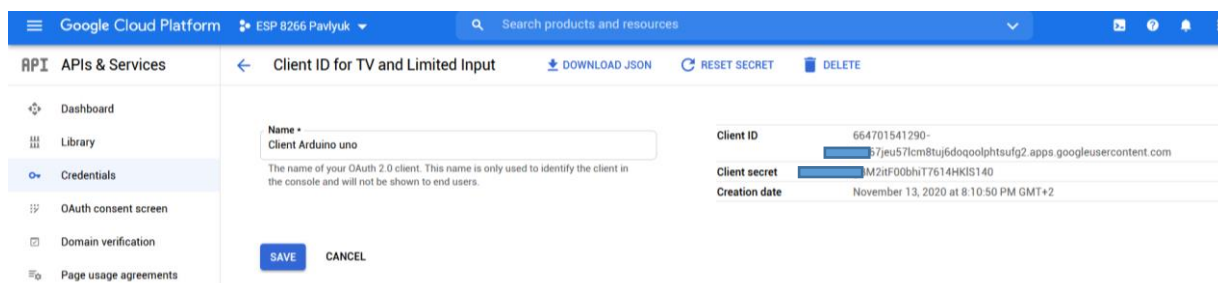 Google Cloud Platform
ESP 8266 Pavlyuk
Search products and resources
API APIs & Services
Client ID for TV and Limited Input
DOWNLOAD JSON
RESET SECRET
DELETE
Dashboard
Library
Credentials
OAuth consent screen
Domain verification
Page usage agreements
Name *
Client Arduino uno
The name of your OAuth 2.0 client. This name is only used to identify the client in
the console and will not be shown to end users.
SAVE
CANCEL
Client ID 664701541290-
67jeu57lcm8tuj6doqoolphtsufg2.apps.googleusercontent.com
Client secret M2itF00bhiT7614HKlS140
Creation date November 13, 2020 at 8:10:50 PM GMT+2